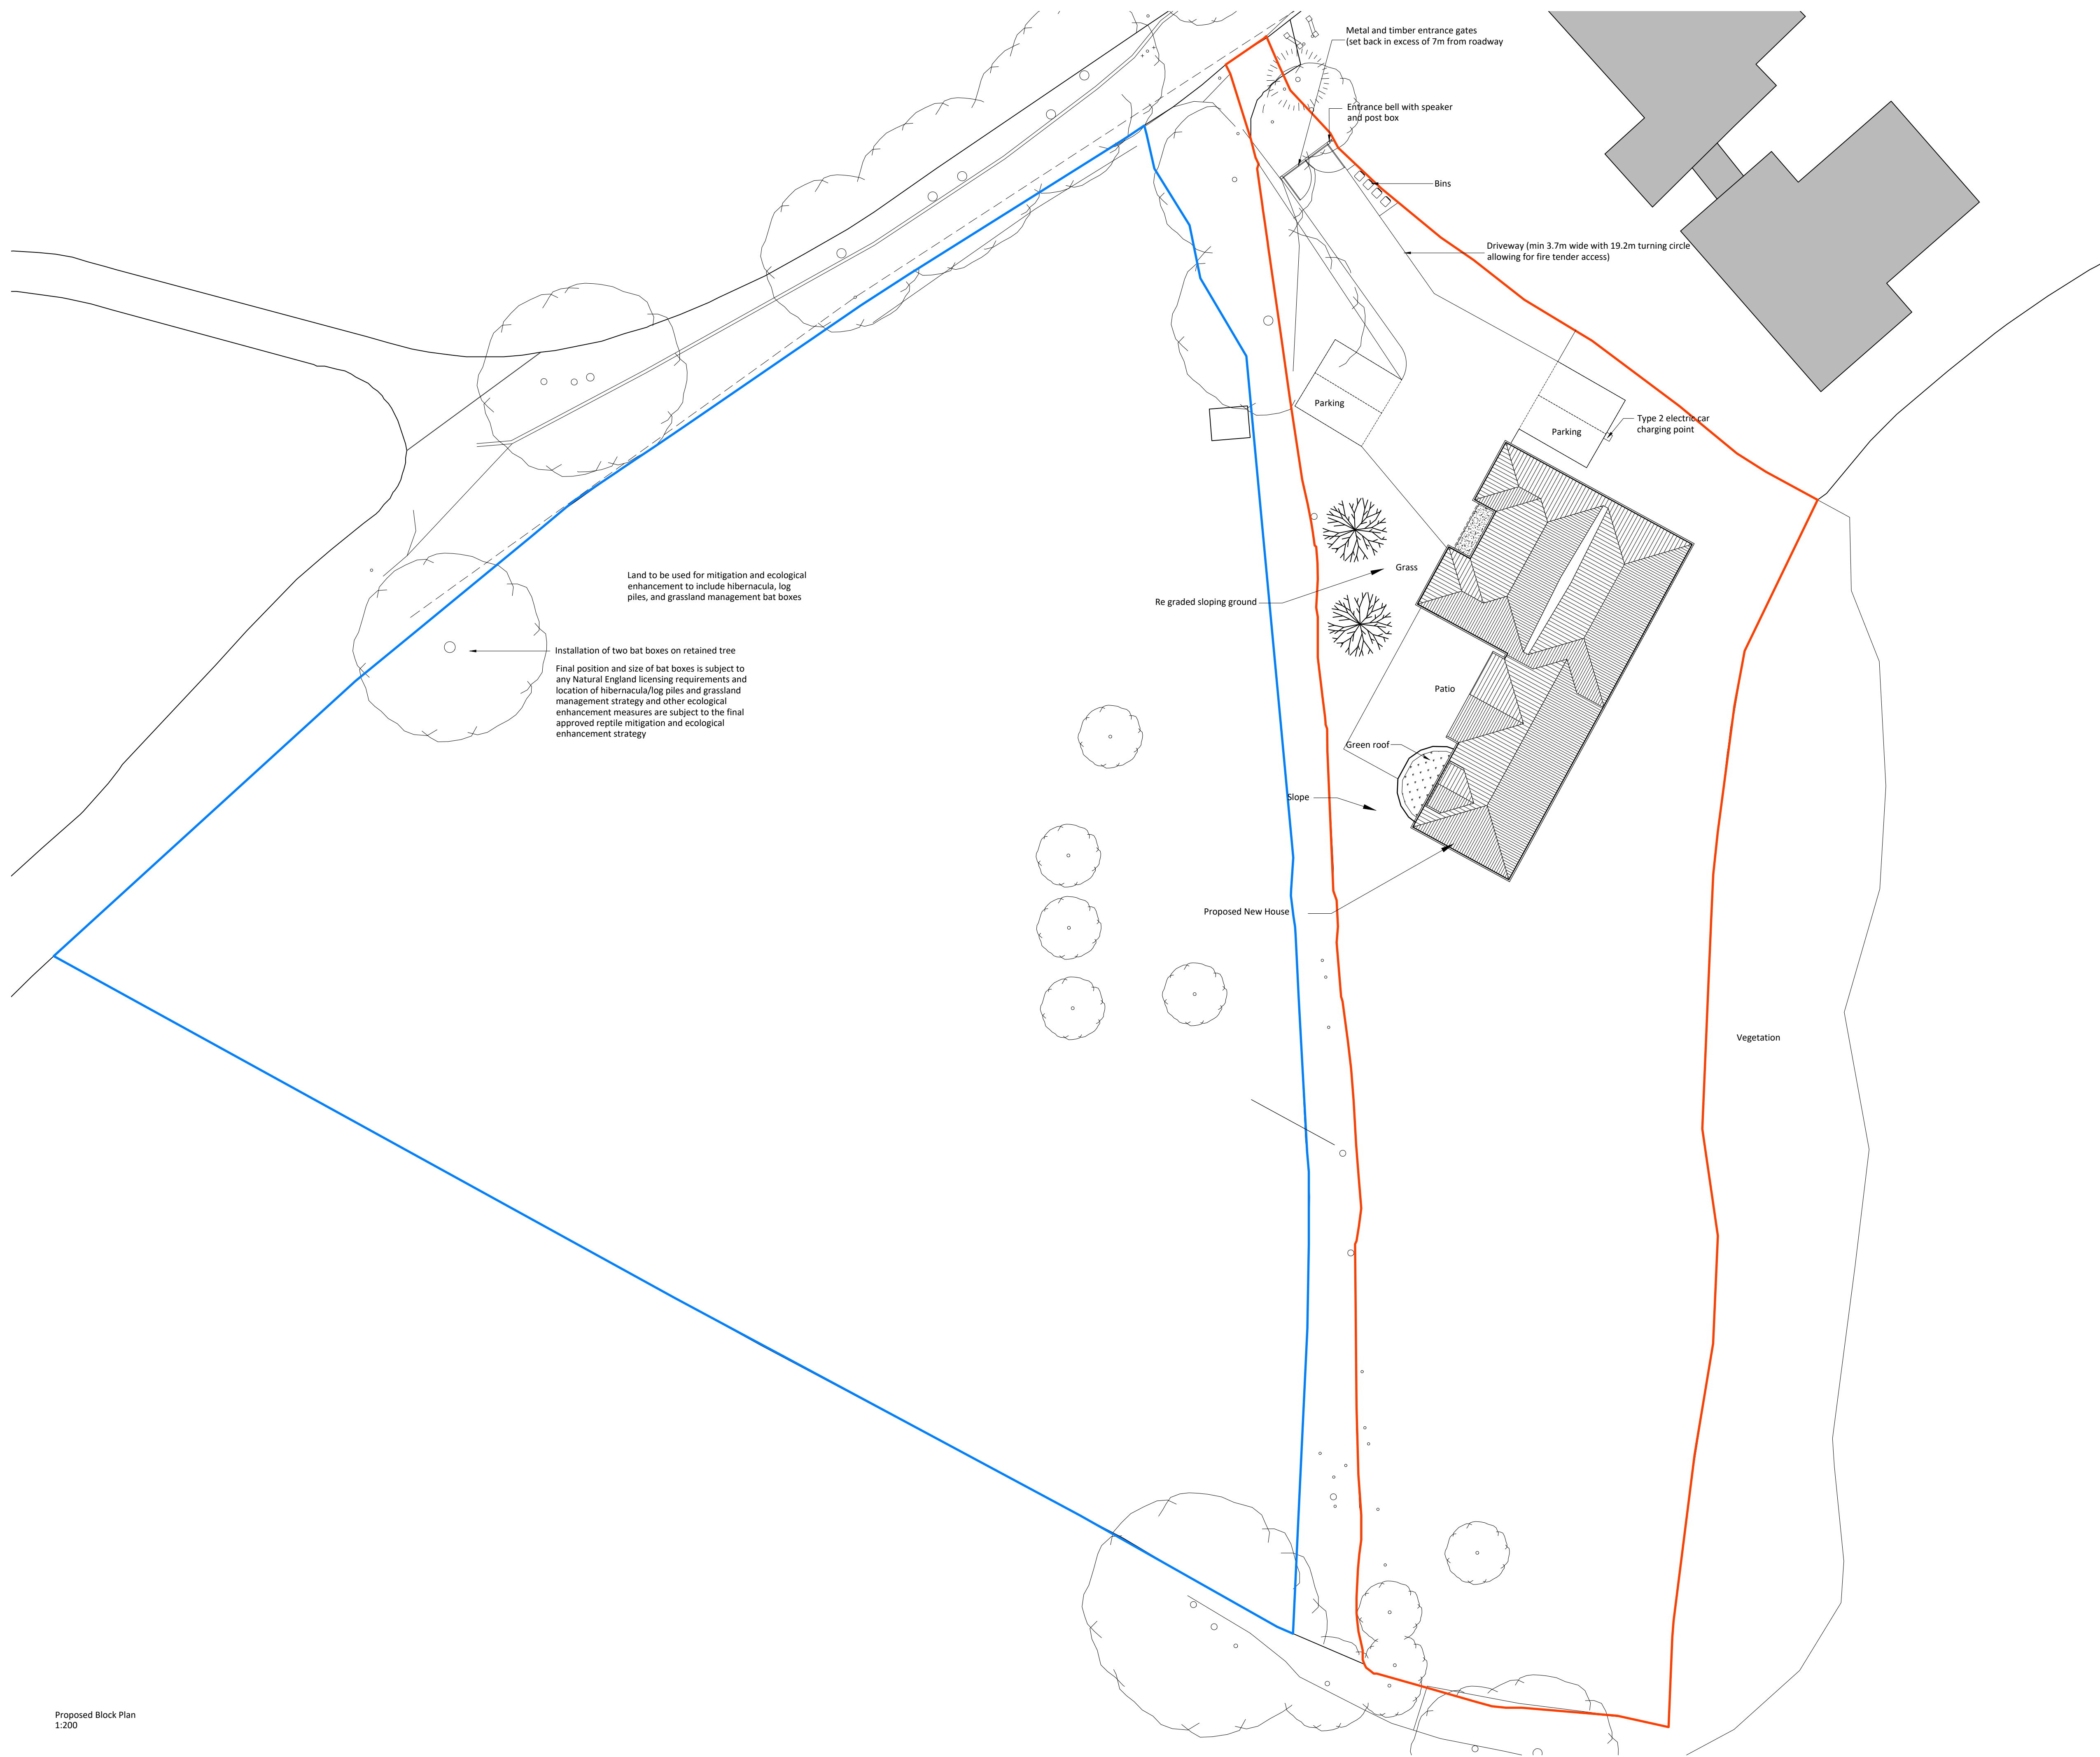 Metal and timber entrance gates
(set back in excess of 7m from roadway
Entrance bell with speaker
and post box
Bins
Driveway (min 3.7m wide with 19.2m turning circle
allowing for fire tender access)
Parking
Parking
Type 2 electric car
charging point
Land to be used for mitigation and ecological
enhancement to include hibernacula, log
piles, and grassland management bat boxes
Grass
Re graded sloping ground
Installation of two bat boxes on retained tree
Final position and size of bat boxes is subject to
any Natural England licensing requirements and
location of hibernacula/log piles and grassland
management strategy and other ecological
enhancement measures are subject to the final
approved reptile mitigation and ecological
enhancement strategy
Patio
Green roof
Slope
Proposed New House
Vegetation
Proposed Block Plan
1:200